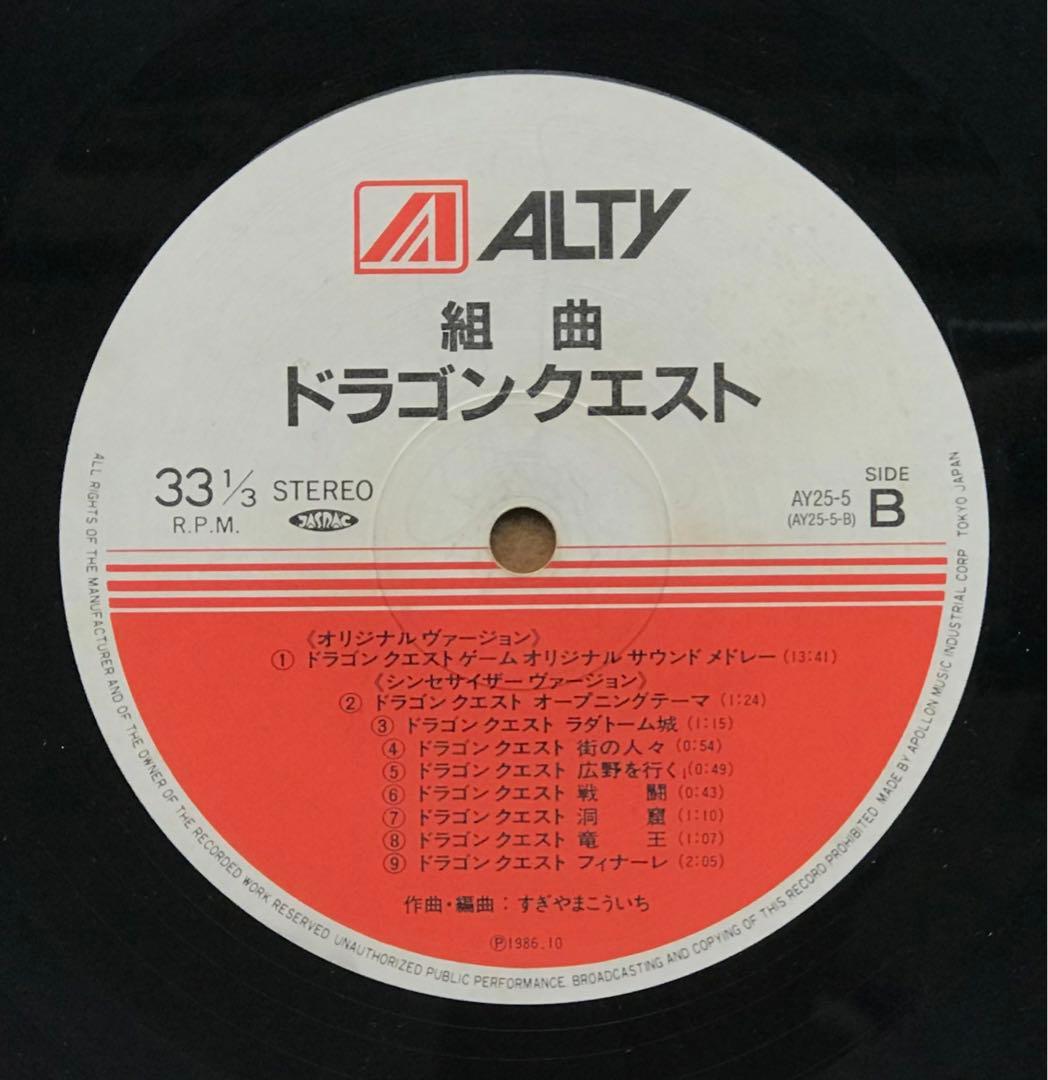 ALTY
組 曲
ドラゴンクエスト
33 1/3 STEREO
R.P.M.
JASRAC
SIDE
B
AY25-5
(AY25-5-B)
《オリジナル ヴァージョン》
① ドラゴン クエスト ゲーム オリジナル サウンド メドレー (13:41)
《シンセサイザー ヴァージョン》
② ドラゴン クエスト オープニングテーマ (1:24)
③ ドラゴン クエスト ラダトーム城 (1:15)
④ ドラゴン クエスト 街の人々 (0:54)
⑤ ドラゴン クエスト 広野を行く (0:49)
⑥ ドラゴン クエスト 戦 闘 (0:43)
⑦ ドラゴン クエスト 洞 窟 (1:10)
⑧ ドラゴン クエスト 竜 王 (1:07)
⑨ ドラゴン クエスト フィナーレ (2:05)
作曲・編曲：すぎやまこういち
Ⓟ1986.10
ALL RIGHTS OF THE MANUFACTURER AND OF THE OWNER OF THE RECORDED WORK RESERVED UNAUTHORIZED PUBLIC PERFORMANCE. BROADCASTING AND COPYING OF THIS RECORD PROHIBITED. MADE BY APOLLON MUSIC INDUSTRIAL CORP TOKYO JAPAN